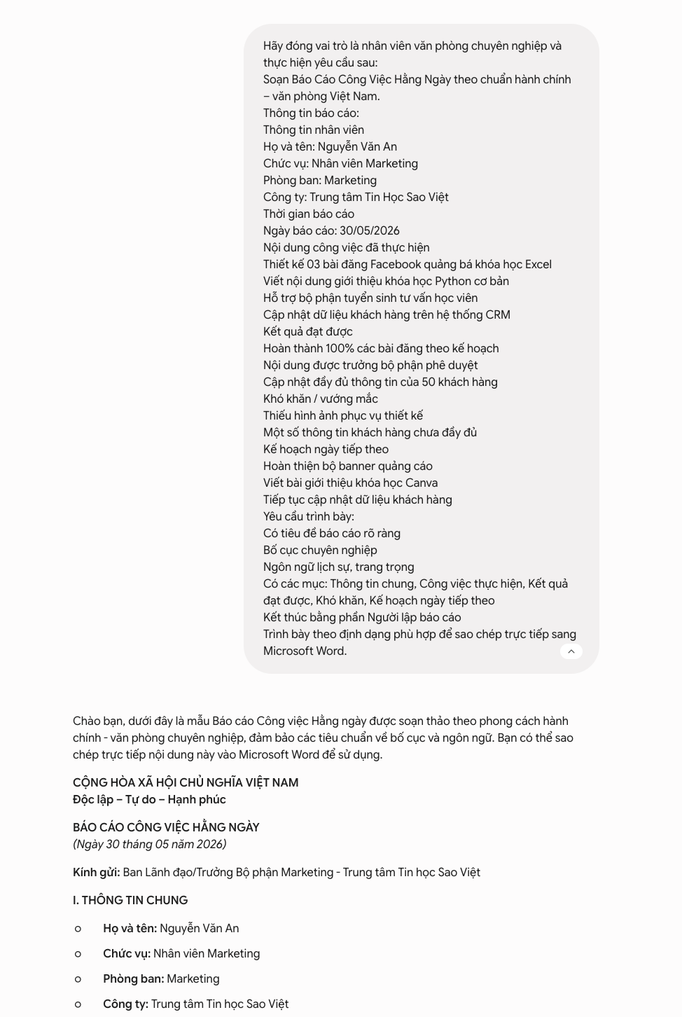 Hãy đóng vai trò là nhân viên văn phòng chuyên nghiệp và
thực hiện yêu cầu sau:
Soạn Báo Cáo Công Việc Hằng Ngày theo chuẩn hành chính
– văn phòng Việt Nam.
Thông tin báo cáo:
Thông tin nhân viên
Họ và tên: Nguyễn Văn An
Chức vụ: Nhân viên Marketing
Phòng ban: Marketing
Công ty: Trung tâm Tin Học Sao Việt
Thời gian báo cáo
Ngày báo cáo: 30/05/2026
Nội dung công việc đã thực hiện
Thiết kế 03 bài đăng Facebook quảng bá khóa học Excel
Viết nội dung giới thiệu khóa học Python cơ bản
Hỗ trợ bộ phận tuyển sinh tư vấn học viên
Cập nhật dữ liệu khách hàng trên hệ thống CRM
Kết quả đạt được
Hoàn thành 100% các bài đăng theo kế hoạch
Nội dung được trưởng bộ phận phê duyệt
Cập nhật đầy đủ thông tin của 50 khách hàng
Khó khăn / vướng mắc
Thiếu hình ảnh phục vụ thiết kế
Một số thông tin khách hàng chưa đầy đủ
Kế hoạch ngày tiếp theo
Hoàn thiện bộ banner quảng cáo
Viết bài giới thiệu khóa học Canva
Tiếp tục cập nhật dữ liệu khách hàng
Yêu cầu trình bày:
Có tiêu đề báo cáo rõ ràng
Bố cục chuyên nghiệp
Ngôn ngữ lịch sự, trang trọng
Có các mục: Thông tin chung, Công việc thực hiện, Kết quả
đạt được, Khó khăn, Kế hoạch ngày tiếp theo
Kết thúc bằng phần Người lập báo cáo
Trình bày theo định dạng phù hợp để sao chép trực tiếp sang
Microsoft Word.
Chào bạn, dưới đây là mẫu Báo cáo Công việc Hằng ngày được soạn thảo theo phong cách hành
chính - văn phòng chuyên nghiệp, đảm bảo các tiêu chuẩn về bố cục và ngôn ngữ. Bạn có thể sao
chép trực tiếp nội dung này vào Microsoft Word để sử dụng.
CỘNG HÒA XÃ HỘI CHỦ NGHĨA VIỆT NAM
Độc lập – Tự do – Hạnh phúc
BÁO CÁO CÔNG VIỆC HẰNG NGÀY
(Ngày 30 tháng 05 năm 2026)
Kính gửi: Ban Lãnh đạo/Trưởng Bộ phận Marketing - Trung tâm Tin học Sao Việt
I. THÔNG TIN CHUNG
Họ và tên: Nguyễn Văn An
Chức vụ: Nhân viên Marketing
Phòng ban: Marketing
Công ty: Trung tâm Tin học Sao Việt